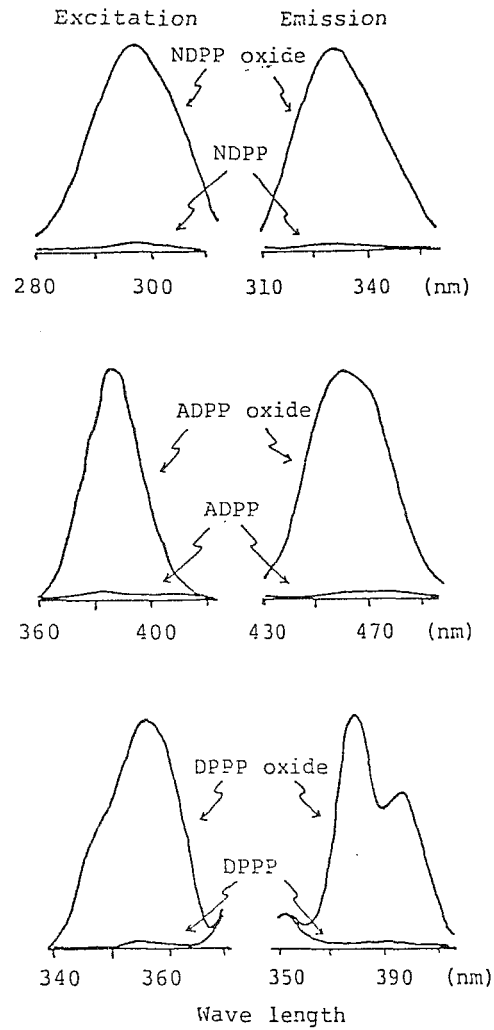 Excitation Emission
NDPP oxide
NDPP
280 300 310 340 (nm)
ADPP oxide
ADPP
360 400 430 470 (nm)
DPPP oxide
DPPP
340 360 350 390 (nm)
Wave length